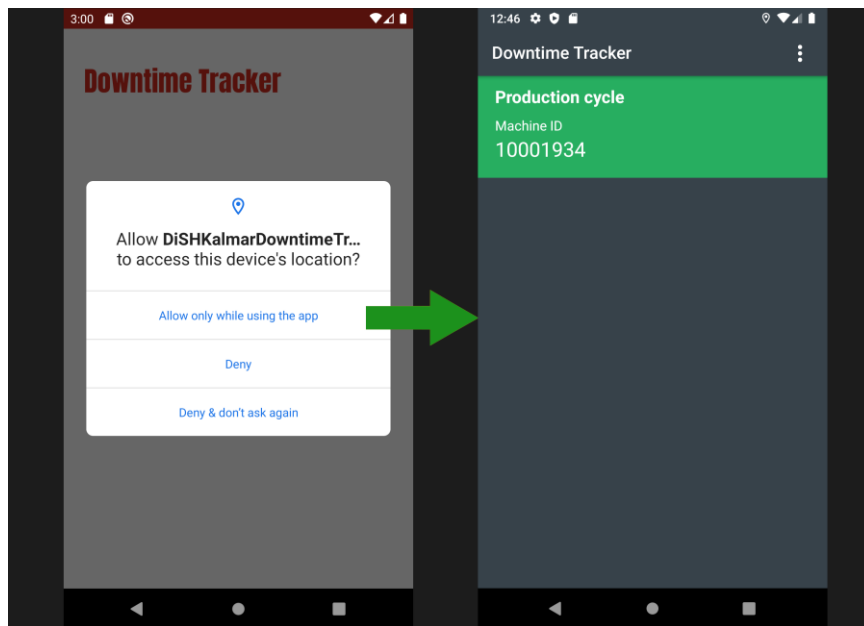 3:00
Downtime Tracker
Allow DiSHKalmarDowntimeTr...
to access this device's location?
Allow only while using the app
Deny
Deny & don't ask again
12:46
Downtime Tracker
Production cycle
Machine ID
10001934